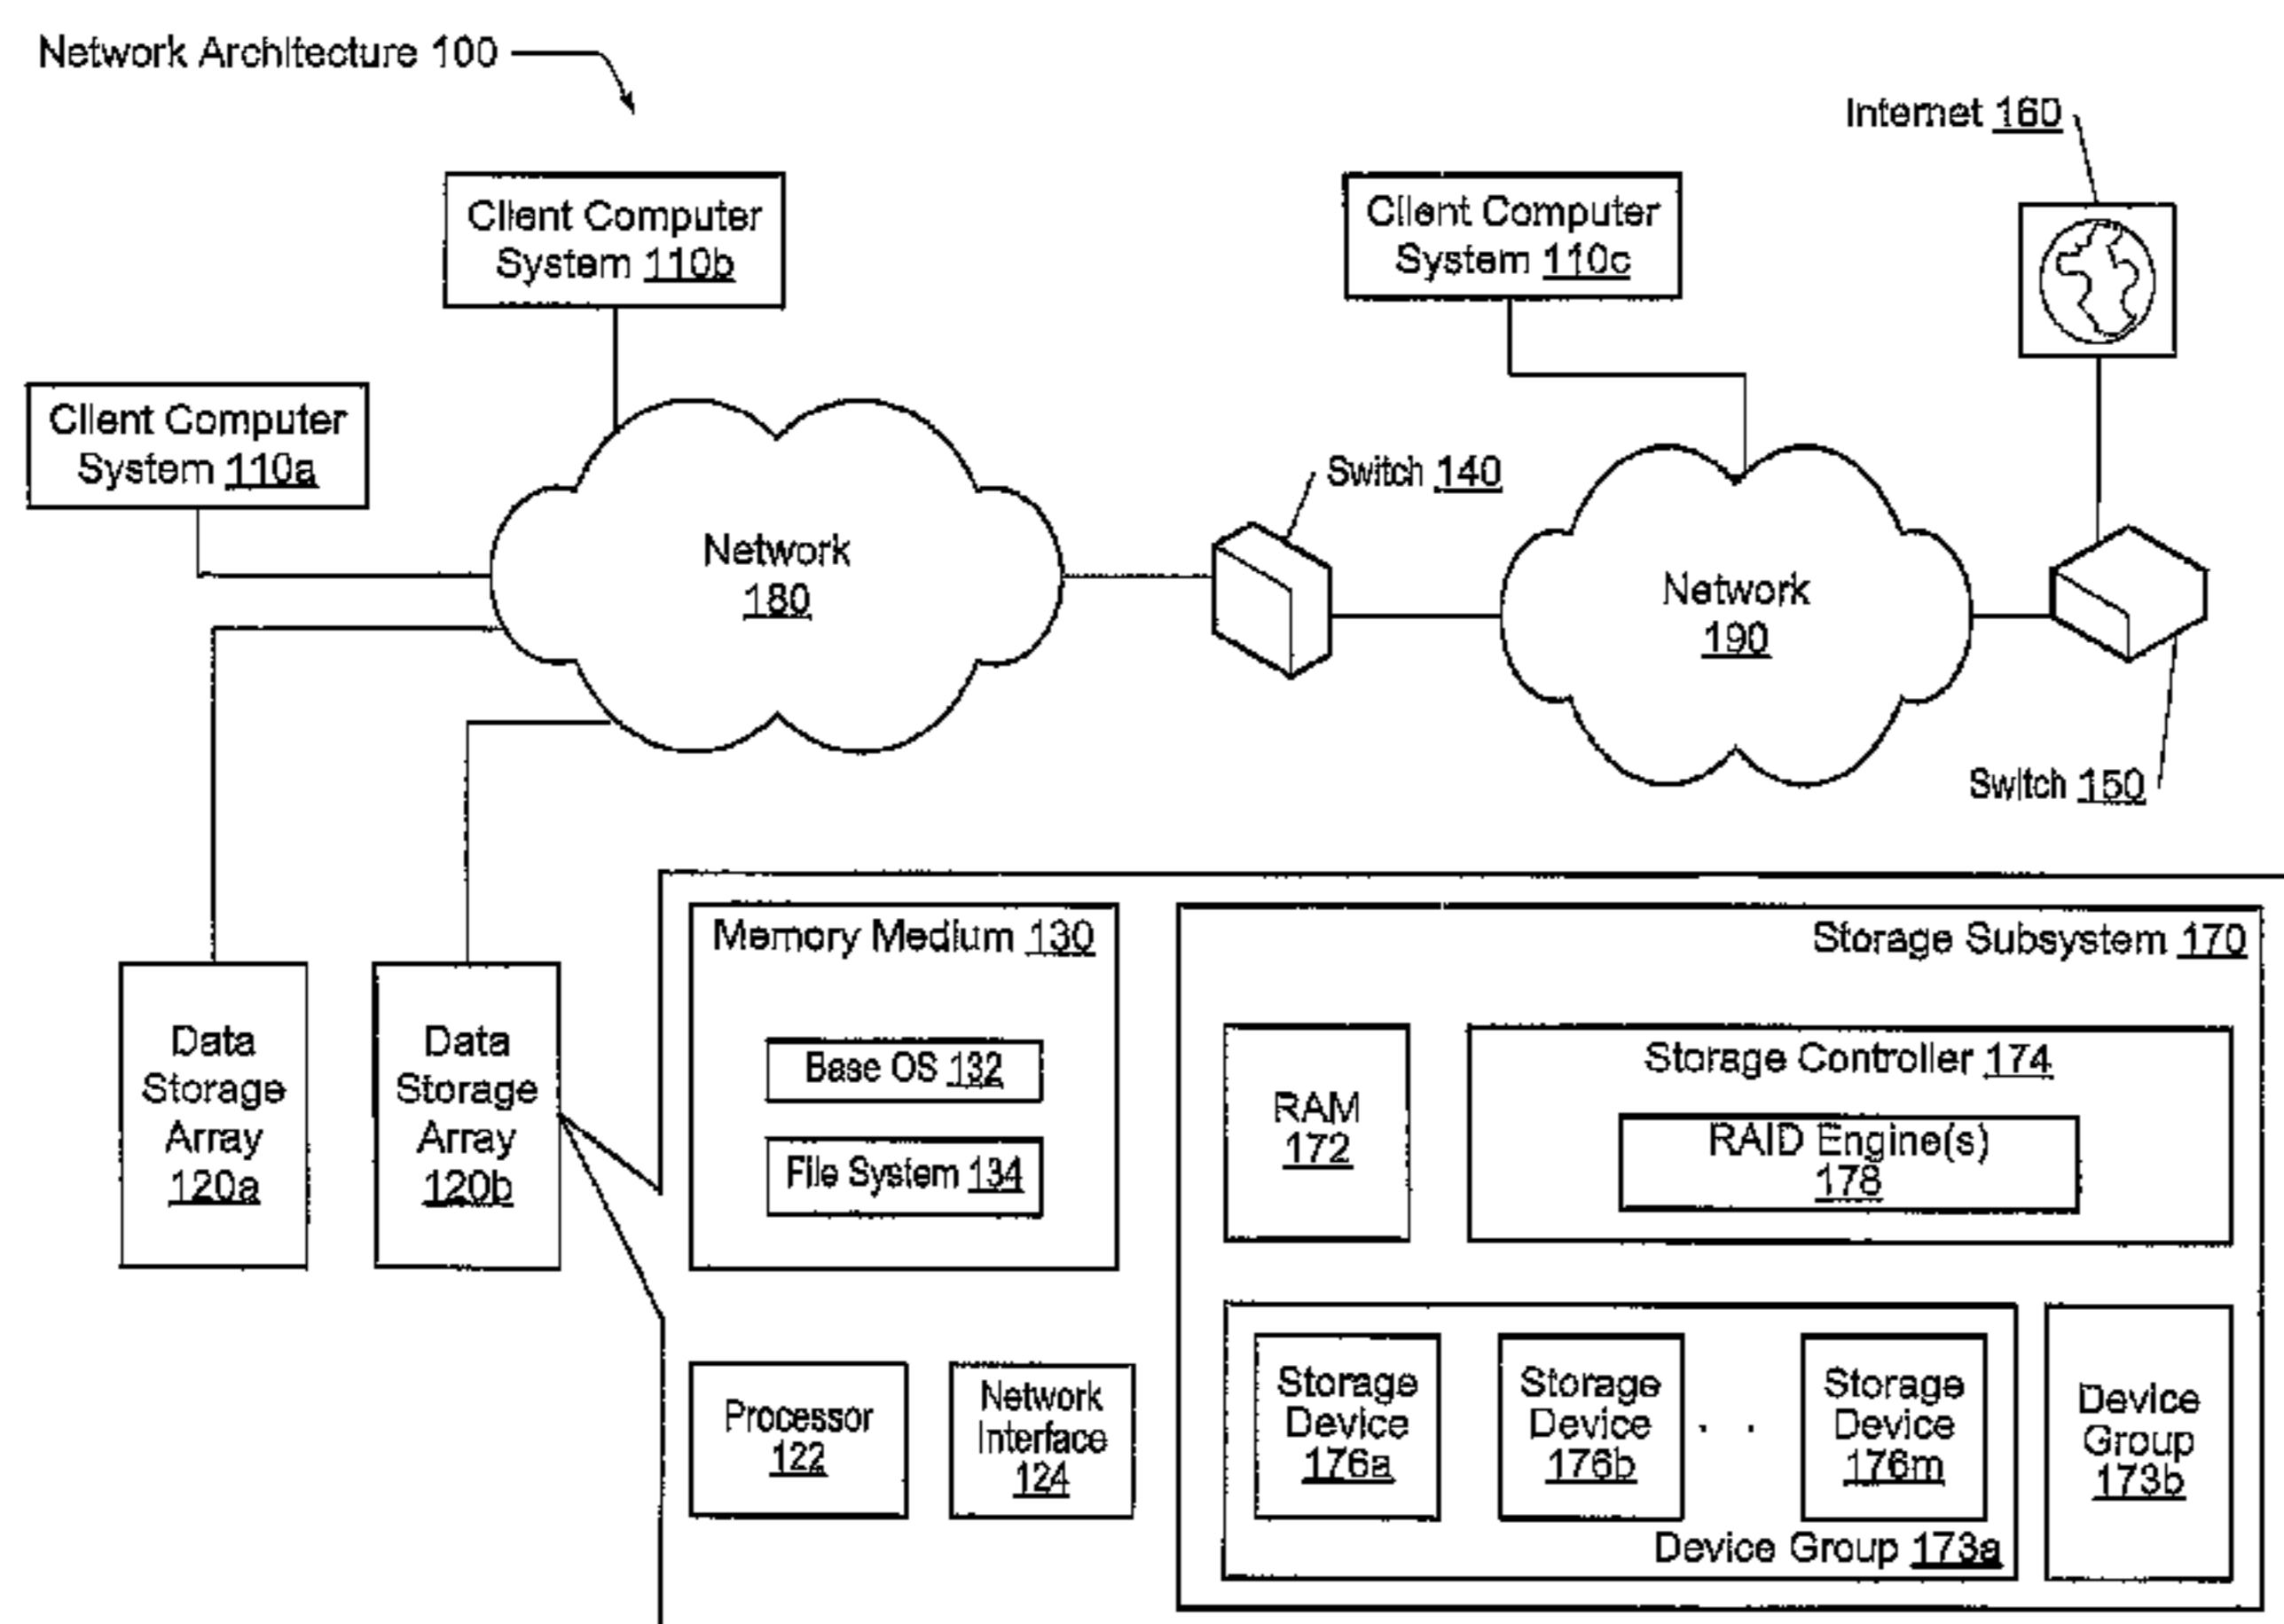 Network Architecture 100
Internet 160
Client Computer
System 110b
Client Computer
System 110c
Client Computer
System 110a
Switch 140
Network
180
Network
190
Switch 150
Memory Medium 130
Storage Subsystem 170
Data
Storage
Array
120a
Data
Storage
Array
120b
Base OS 132
File System 134
RAM
172
Storage Controller 174
RAID Engine(s)
178
Processor
122
Network
Interface
124
Storage
Device
176a
Storage
Device
176b
. .
Storage
Device
176m
Device Group 173a
Device
Group
173b